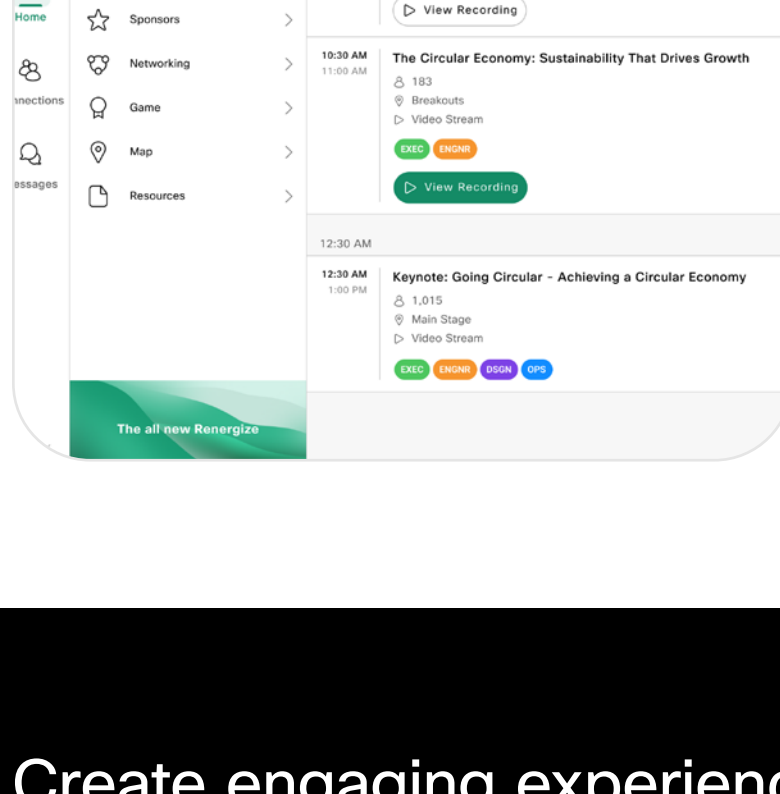 View Recording
Home
Sponsors
Networking
Game
Map
Resources
10:30 AM
11:00 AM
The Circular Economy: Sustainability That Drives Growth
183
Breakouts
Video Stream
EXEC ENGNR
View Recording
12:30 AM
12:30 AM
1:00 PM
Keynote: Going Circular - Achieving a Circular Economy
1,015
Main Stage
Video Stream
EXEC ENGNR DSGN OPS
The all new Renergize
Create engaging